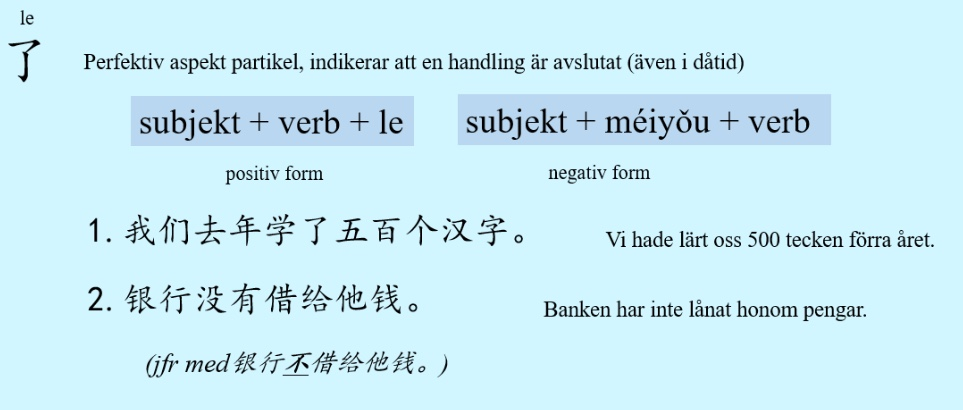 le
了 Perfektiv aspekt partikel, indikerar att en handling är avslutat (även i dåtid)
subjekt + verb + le subjekt + méiyǒu + verb
positiv form negativ form
1. 我们去年学了五百个汉字。 Vi hade lärt oss 500 tecken förra året.
2. 银行没有借给他钱。 Banken har inte lånat honom pengar.
(jfr med银行不借给他钱。)